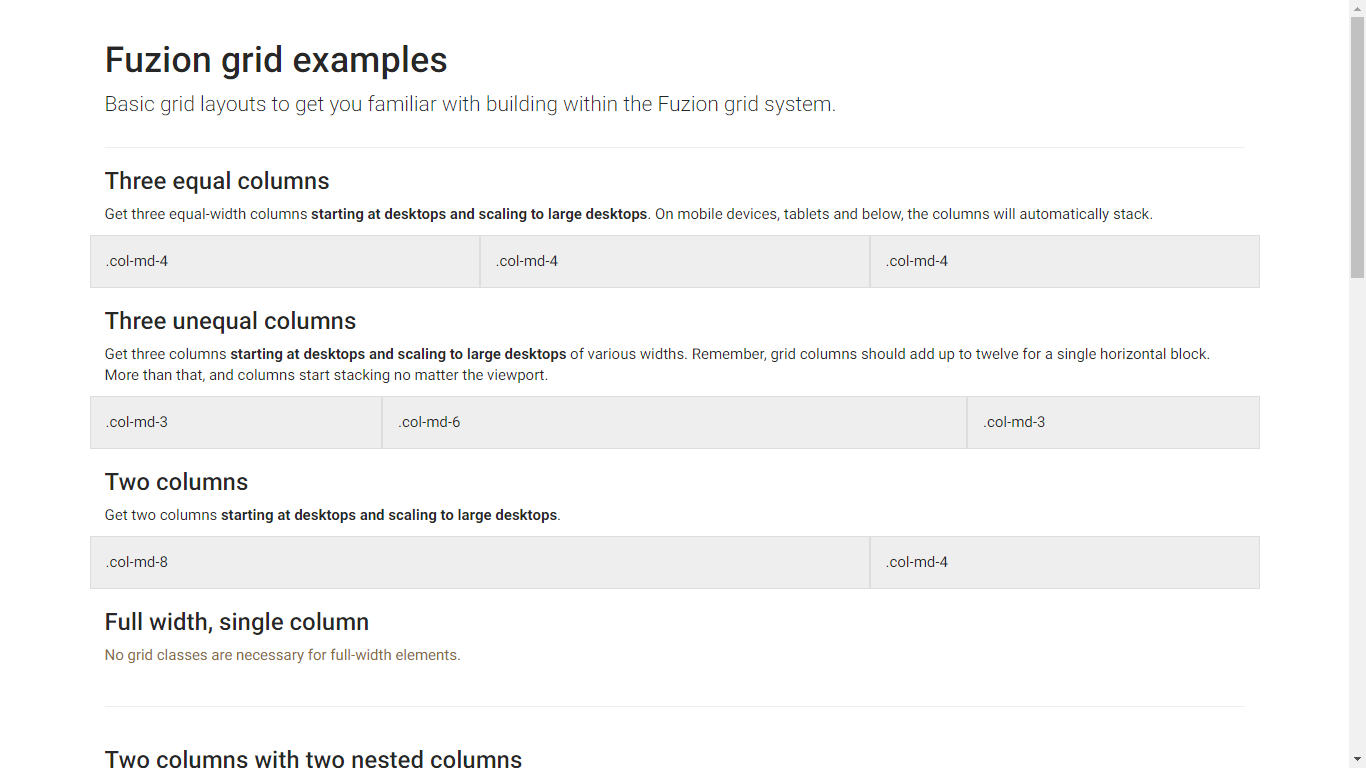 Fuzion grid examples
Basic grid layouts to get you familiar with building within the Fuzion grid system.
Three equal columns
Get three equal-width columns starting at desktops and scaling to large desktops. On mobile devices, tablets and below, the columns will automatically stack.
.col-md-4 .col-md-4 .col-md-4
Three unequal columns
Get three columns starting at desktops and scaling to large desktops of various widths. Remember, grid columns should add up to twelve for a single horizontal block.
More than that, and columns start stacking no matter the viewport.
.col-md-3 .col-md-6 .col-md-3
Two columns
Get two columns starting at desktops and scaling to large desktops.
.col-md-8 .col-md-4
Full width, single column
No grid classes are necessary for full-width elements.
Two columns with two nested columns